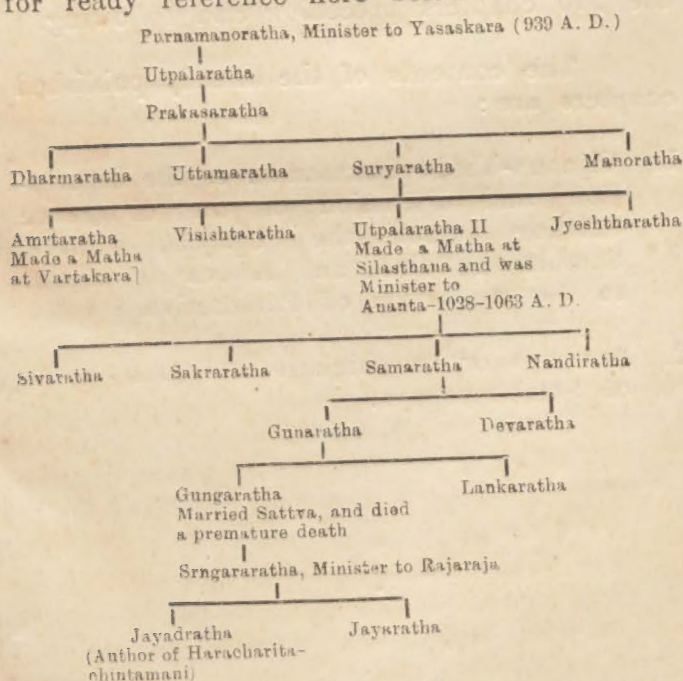 for ready reference here
Purnamanoratha, Minister to Yasaskara (939 A. D.)
Utpalaratha
Prakasaratha
Dharmaratha Uttamaratha Suryaratha Manoratha
Amrtaratha Visishtaratha Utpalaratha II Jyeshtharatha
Made a Matha Made a Matha at
at Vartakara] Silasthana and was
Minister to
Ananta-1028-1063 A. D.
Sivaratha Sakraratha Samaratha Nandiratha
Gunaratha Devaratha
Gungaratha Lankaratha
Married Sattva, and died
a premature death
Srngararatha, Minister to Rajaraja
Jayadratha Jayaratha
(Author of Haracharita-
chintamani)